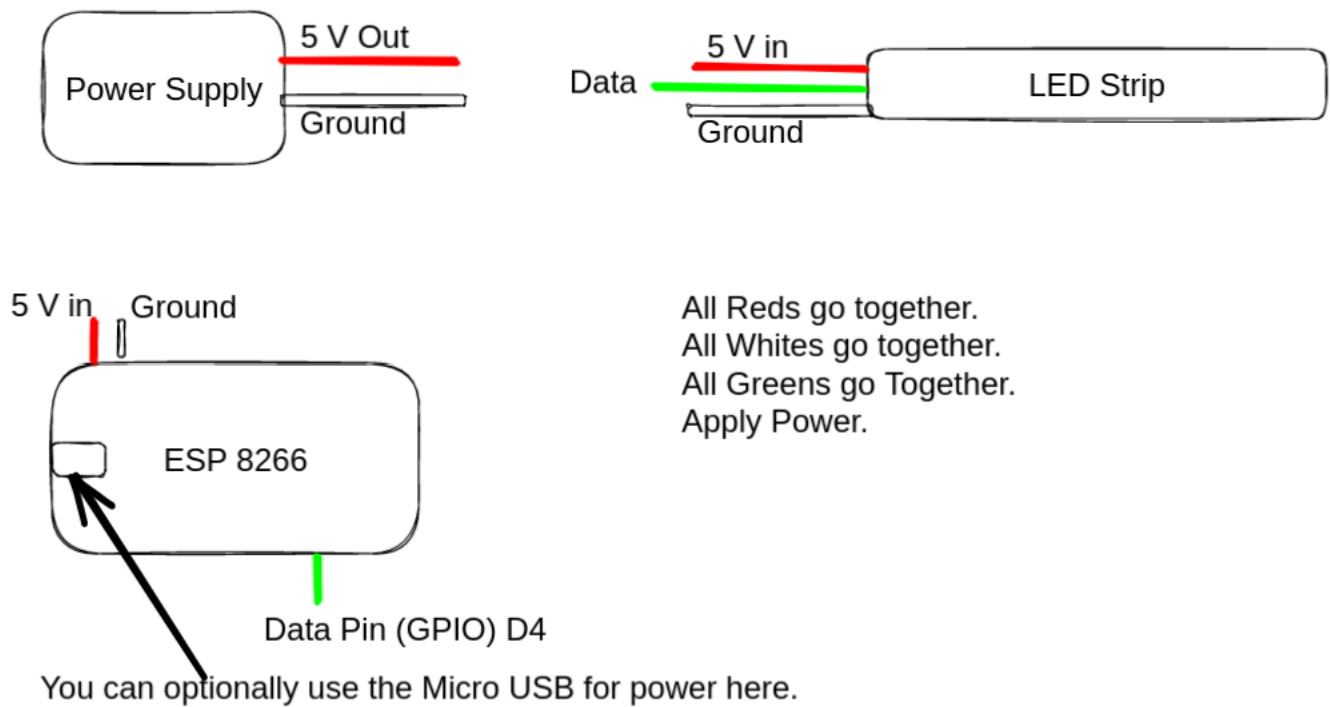 5 V Out
Power Supply
Ground
5 V in
Data
LED Strip
Ground
5 V in
Ground
ESP 8266
Data Pin (GPIO) D4
You can optionally use the Micro USB for power here.
All Reds go together.
All Whites go together.
All Greens go Together.
Apply Power.